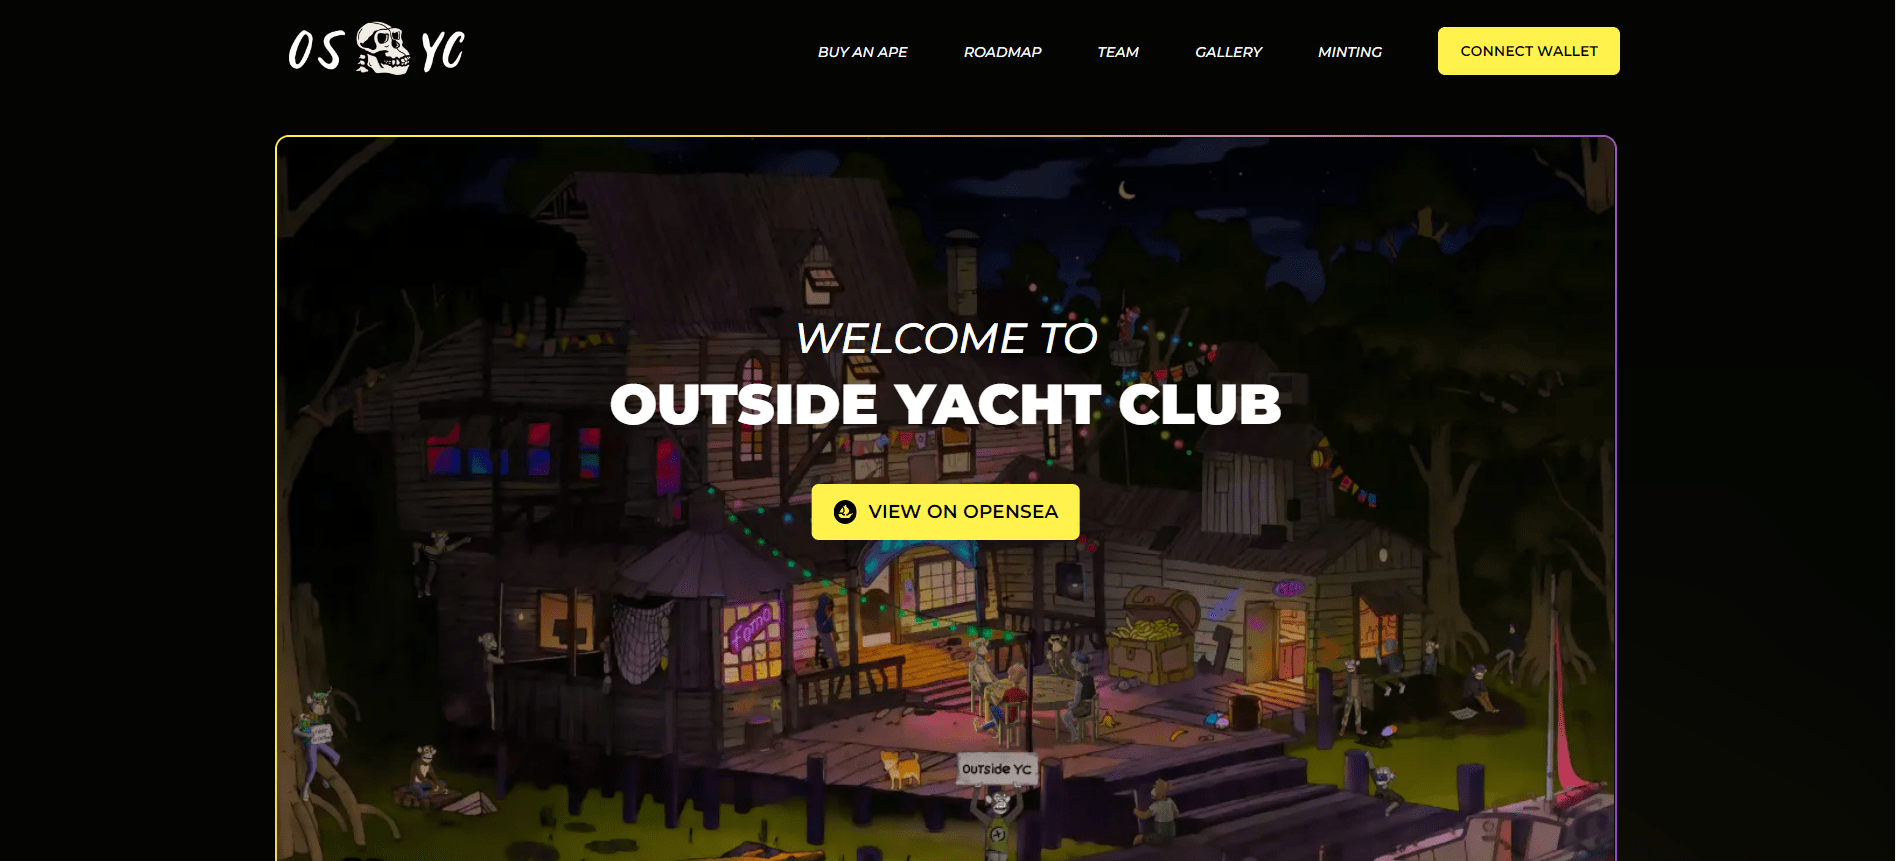 OS YC
BUY AN APE
ROADMAP
TEAM
GALLERY
MINTING
CONNECT WALLET
WELCOME TO
OUTSIDE YACHT CLUB
VIEW ON OPENSEA
fomo
OUTSide YC